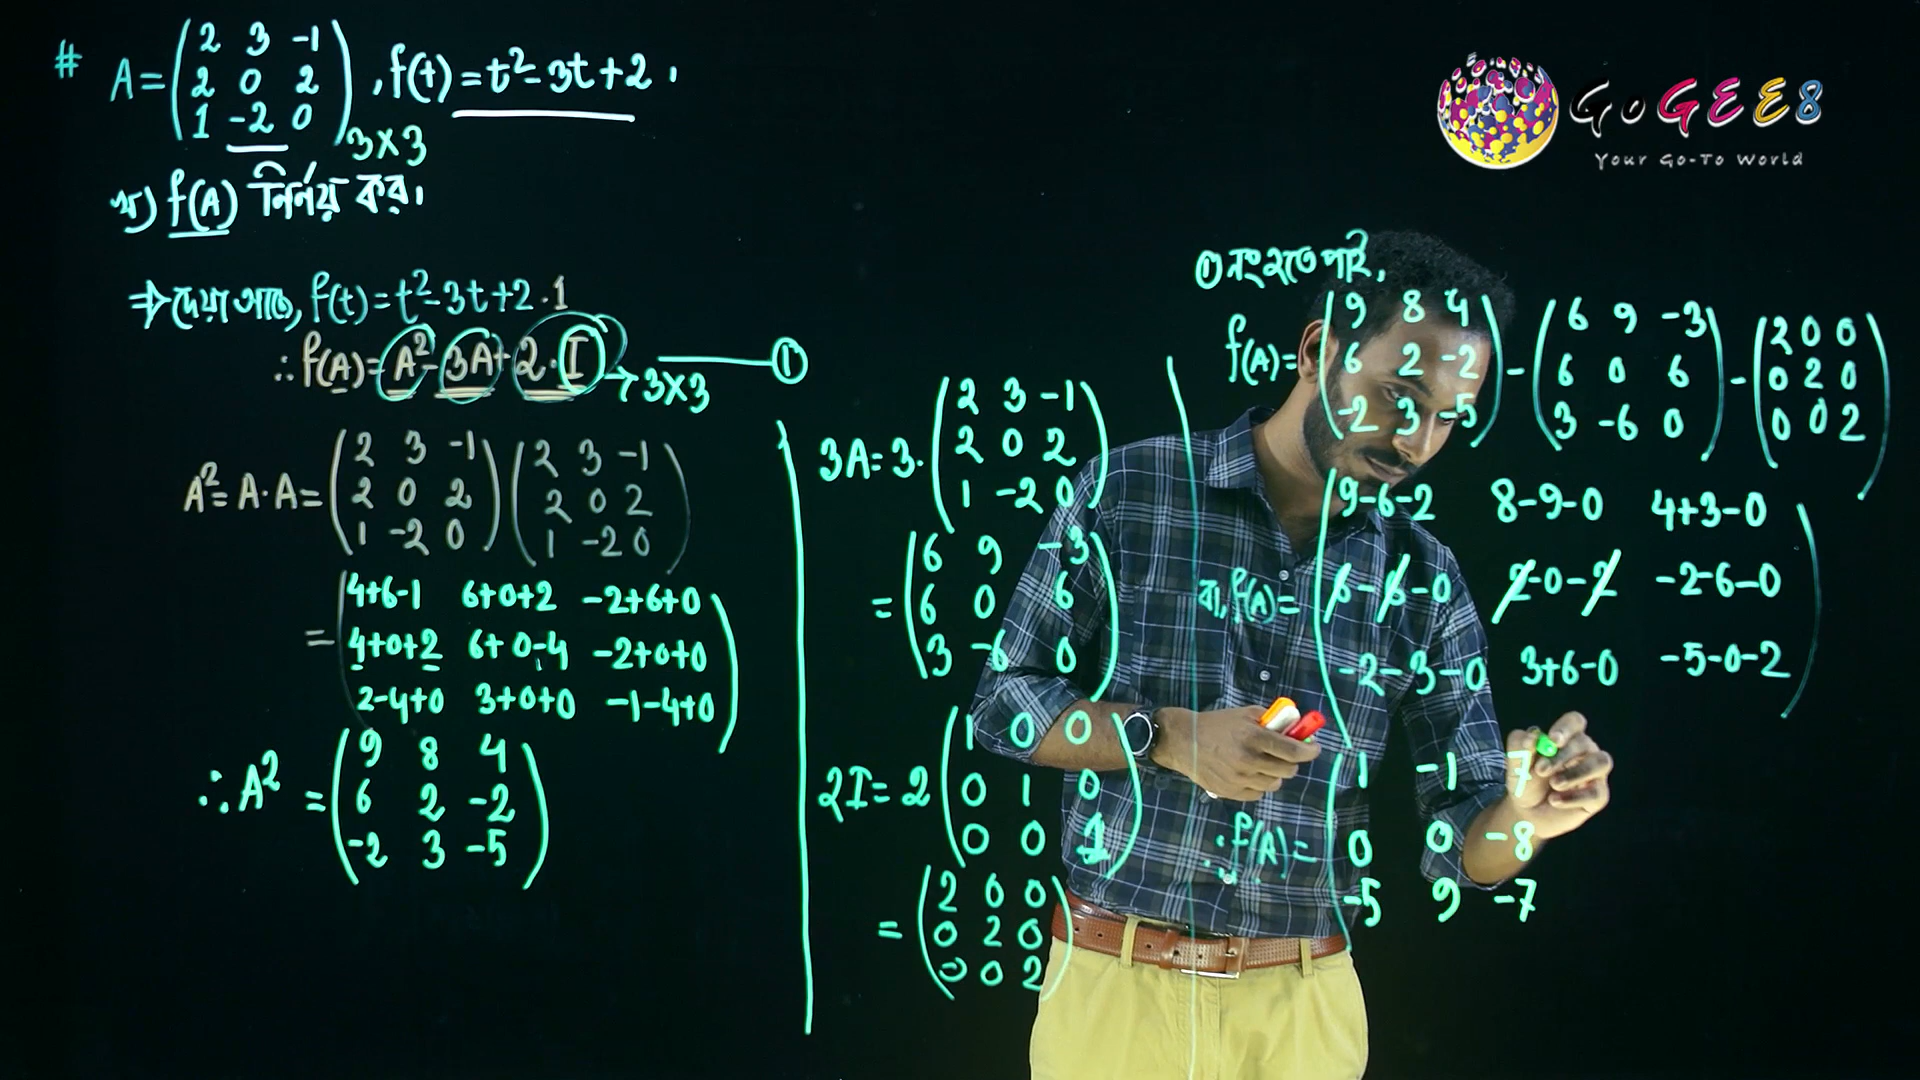 # A = ( 2 3 -1
2 0 2
1 -2 0 ) 3×3 , f(t) = t² - 3t + 2 ।
খ) f(A) নির্ণয় কর।
⇒ দেয়া আছে, f(t) = t² - 3t + 2·1
∴ f(A) = A² - 3A + 2·I → 3×3 ——— ①
A² = A·A = ( 2 3 -1
2 0 2
1 -2 0 ) ( 2 3 -1
2 0 2
1 -2 0 )
= ( 4+6-1 6+0+2 -2+6+0
4+0+2 6+0-4 -2+0+0
2-4+0 3+0+0 -1-4+0 )
∴ A² = ( 9 8 4
6 2 -2
-2 3 -5 )
3A = 3. ( 2 3 -1
2 0 2
1 -2 0 )
= ( 6 9 -3
6 0 6
3 -6 0 )
2I = 2 ( 1 0 0
0 1 0
0 0 1 )
= ( 2 0 0
0 2 0
0 0 2 )
① নং হতে পাই,
f(A) = ( 9 8 4
6 2 -2
-2 3 -5 ) - ( 6 9 -3
6 0 6
3 -6 0 ) - ( 2 0 0
0 2 0
0 0 2 )
বা, f(A) = ( 9-6-2 8-9-0 4+3-0
6-6-0 2-0-2 -2-6-0
-2-3-0 3+6-0 -5-0-2 )
∴ f(A) = ( 1 -1 7
0 0 -8
-5 9 -7
GoGEE8
Your Go-To World